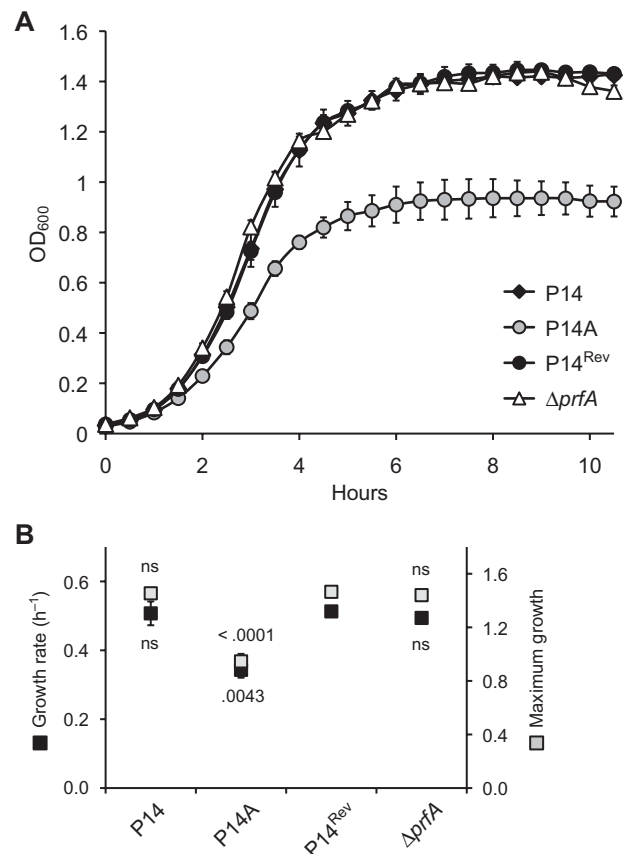 A
1.6
1.4
1.2
1
0.8
0.6
0.4
0.2
0
OD600
0 2 4 6 8 10
Hours
P14
P14A
P14Rev
ΔprfA
B
Growth rate (h–1)
0.6
0.4
0.2
0.0
ns
ns
< .0001
.0043
ns
ns
1.6
1.2
0.8
0.4
0.0
Maximum growth
P14 P14A P14Rev ΔprfA